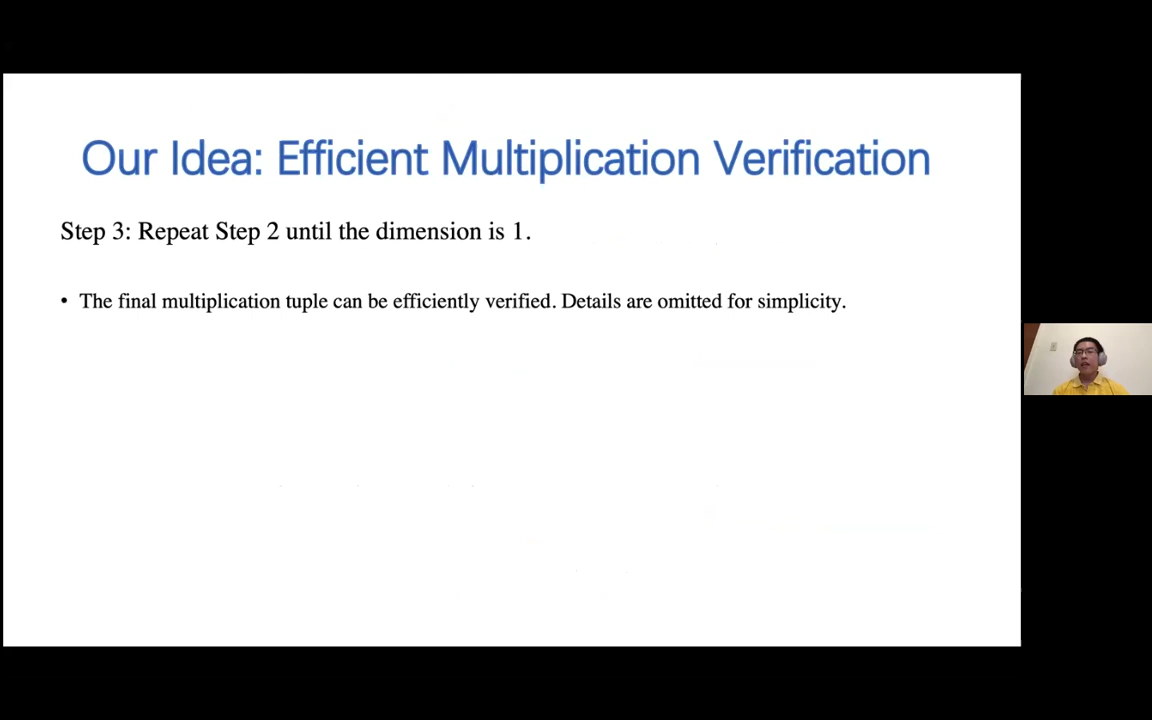 Our Idea: Efficient Multiplication Verification
Step 3: Repeat Step 2 until the dimension is 1.
• The final multiplication tuple can be efficiently verified. Details are omitted for simplicity.